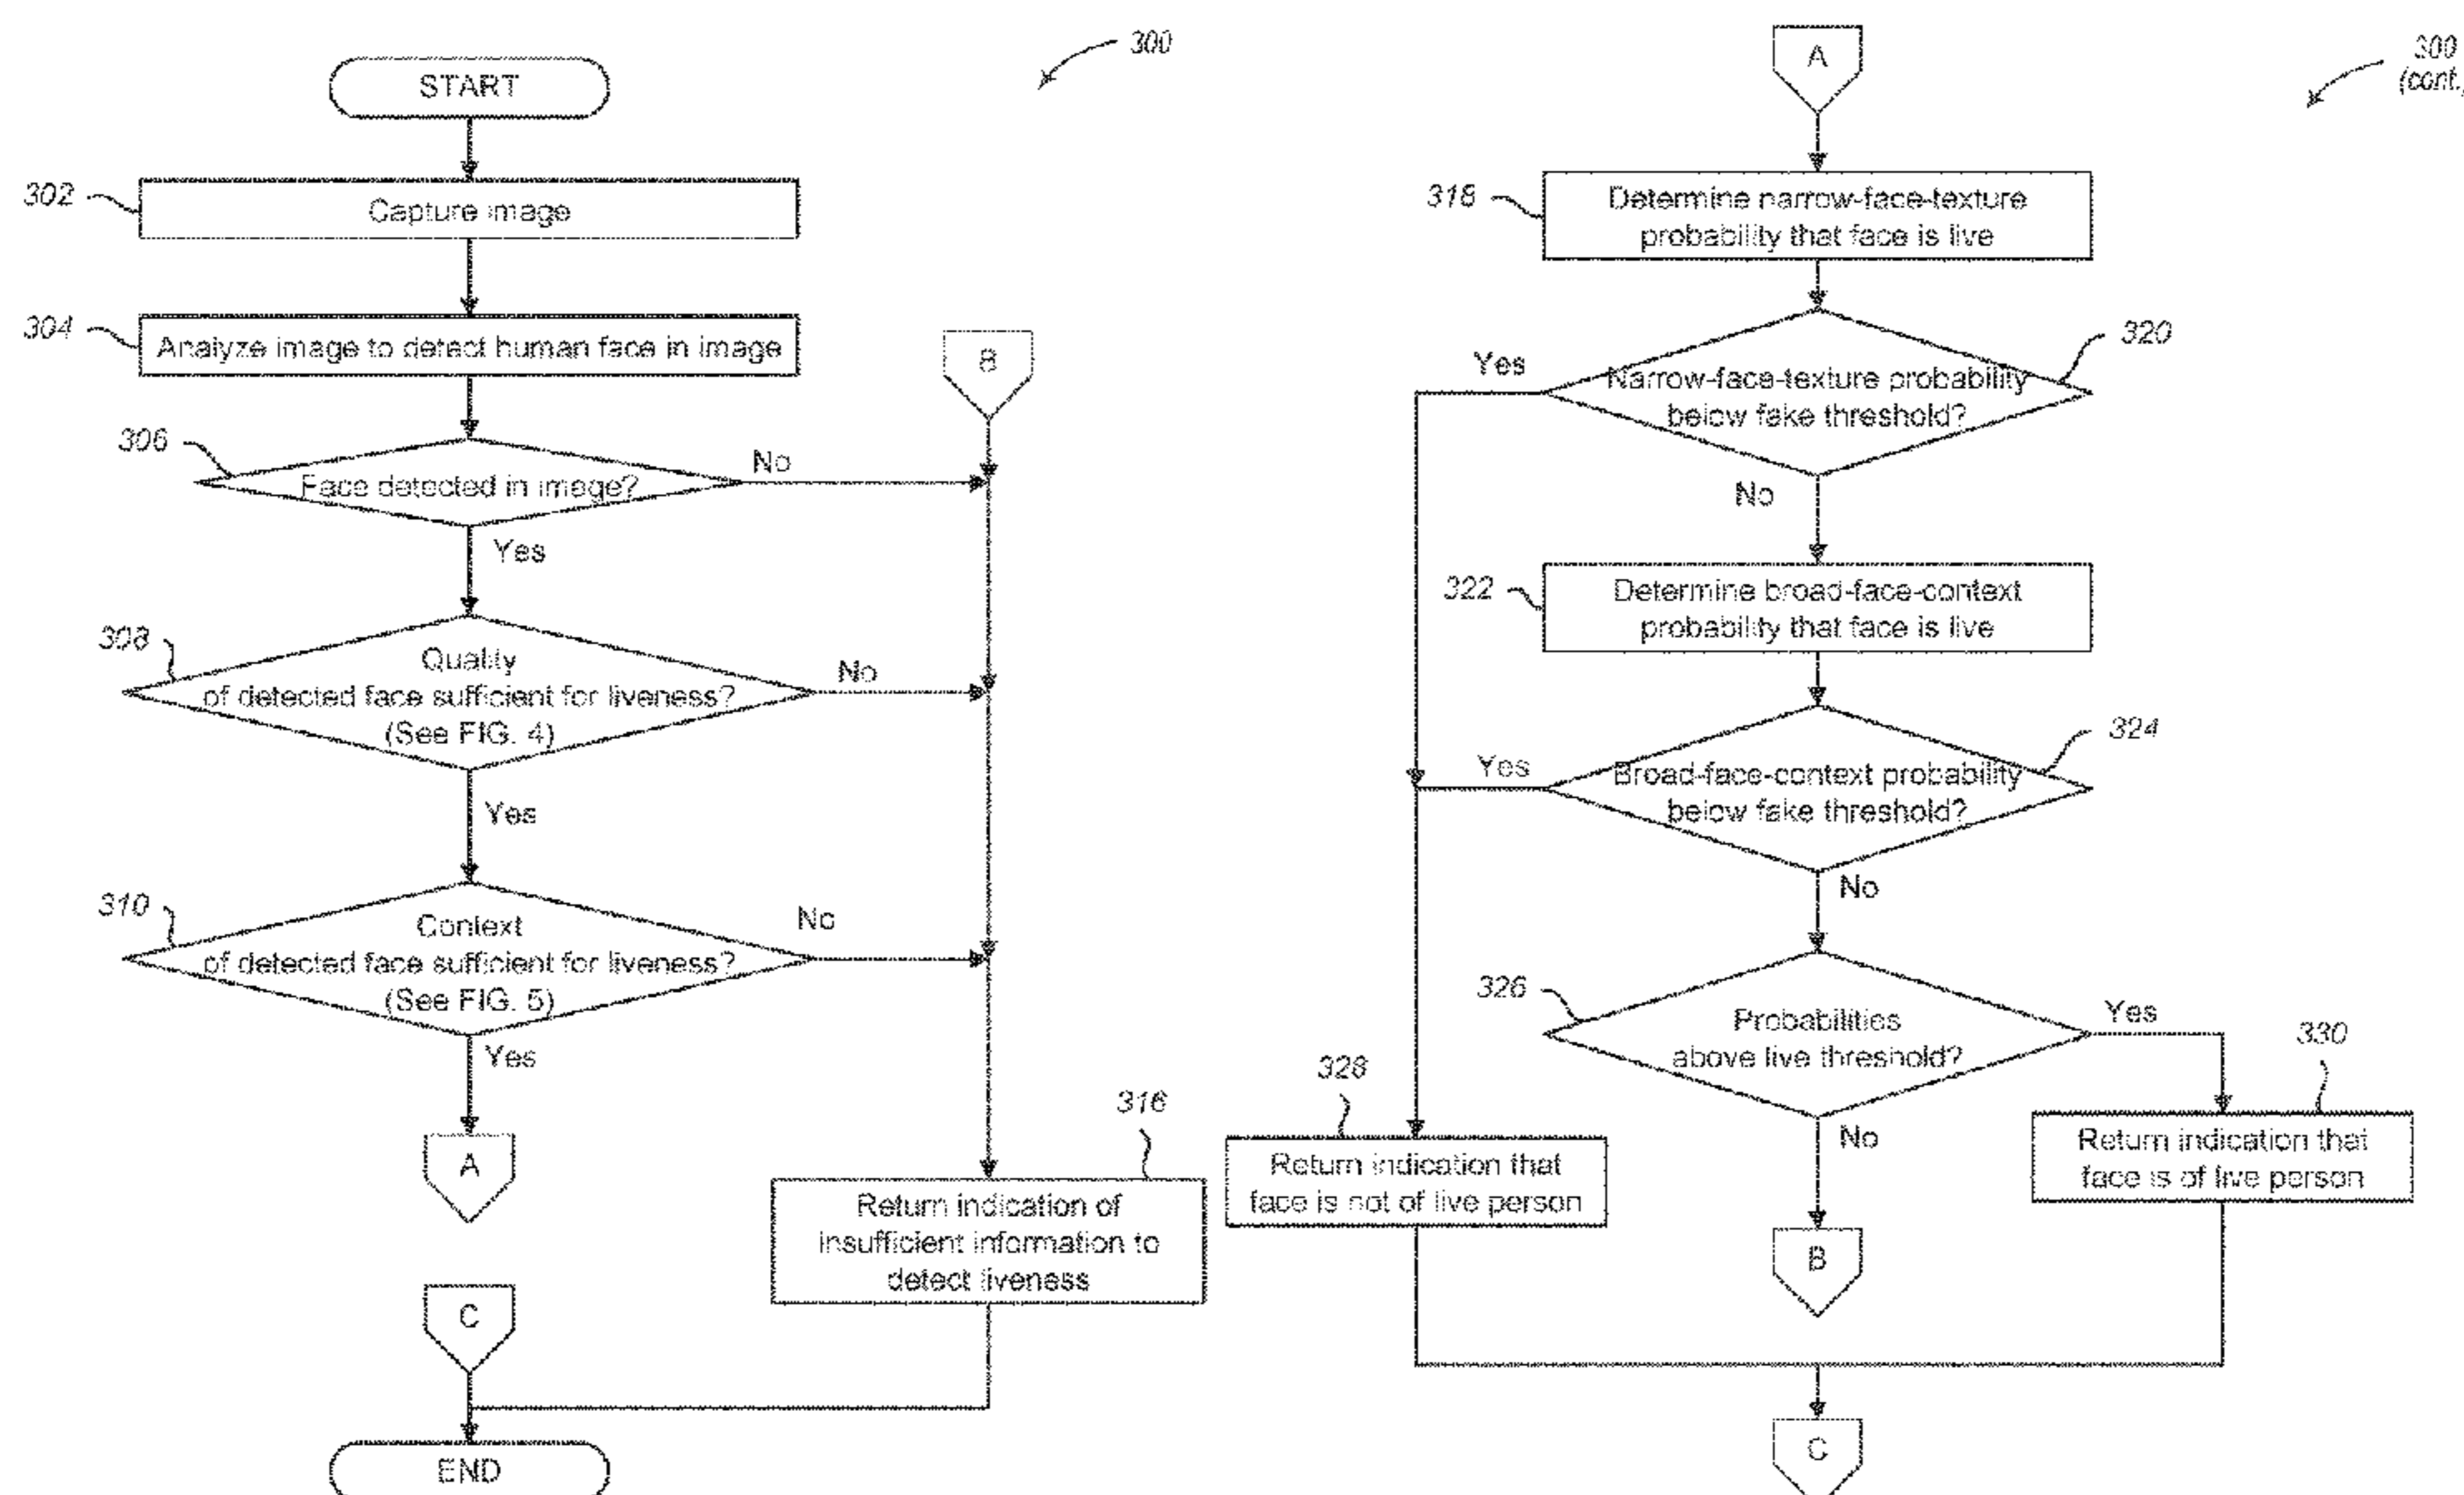 300
START
302
Capture image
304
Analyze image to detect human face in image
B
306
Face detected in image?
No
Yes
308
Quality
of detected face sufficient for liveness?
(See FIG. 4)
No
Yes
310
Context
of detected face sufficient for liveness?
(See FIG. 5)
No
Yes
A
316
Return indication of
insufficient information to
detect liveness
C
END
300
(cont.)
A
318
Determine narrow-face-texture
probability that face is live
320
Narrow-face-texture probability
below fake threshold?
Yes
No
322
Determine broad-face-context
probability that face is live
324
Broad-face-context probability
below fake threshold?
Yes
No
326
Probabilities
above live threshold?
Yes
No
328
Return indication that
face is not of live person
330
Return indication that
face is of live person
B
C